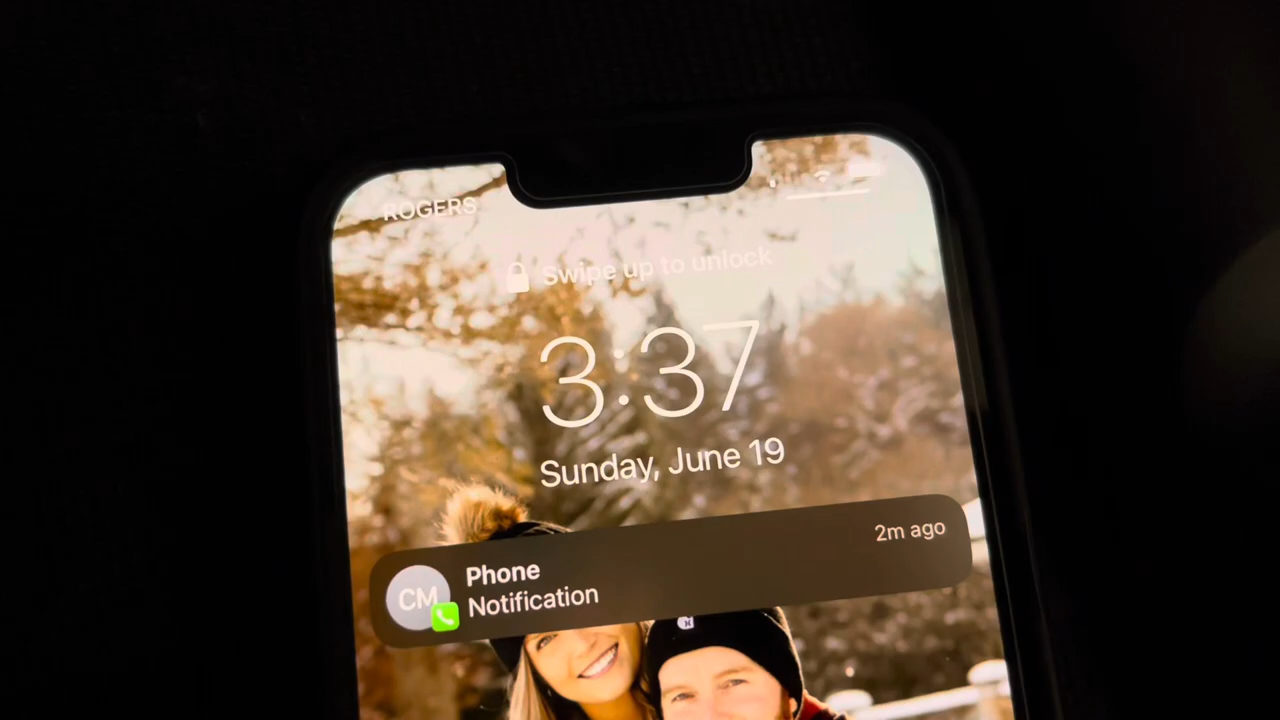 ROGERS
Swipe up to unlock
3:37
Sunday, June 19
2m ago
CM
Phone
Notification